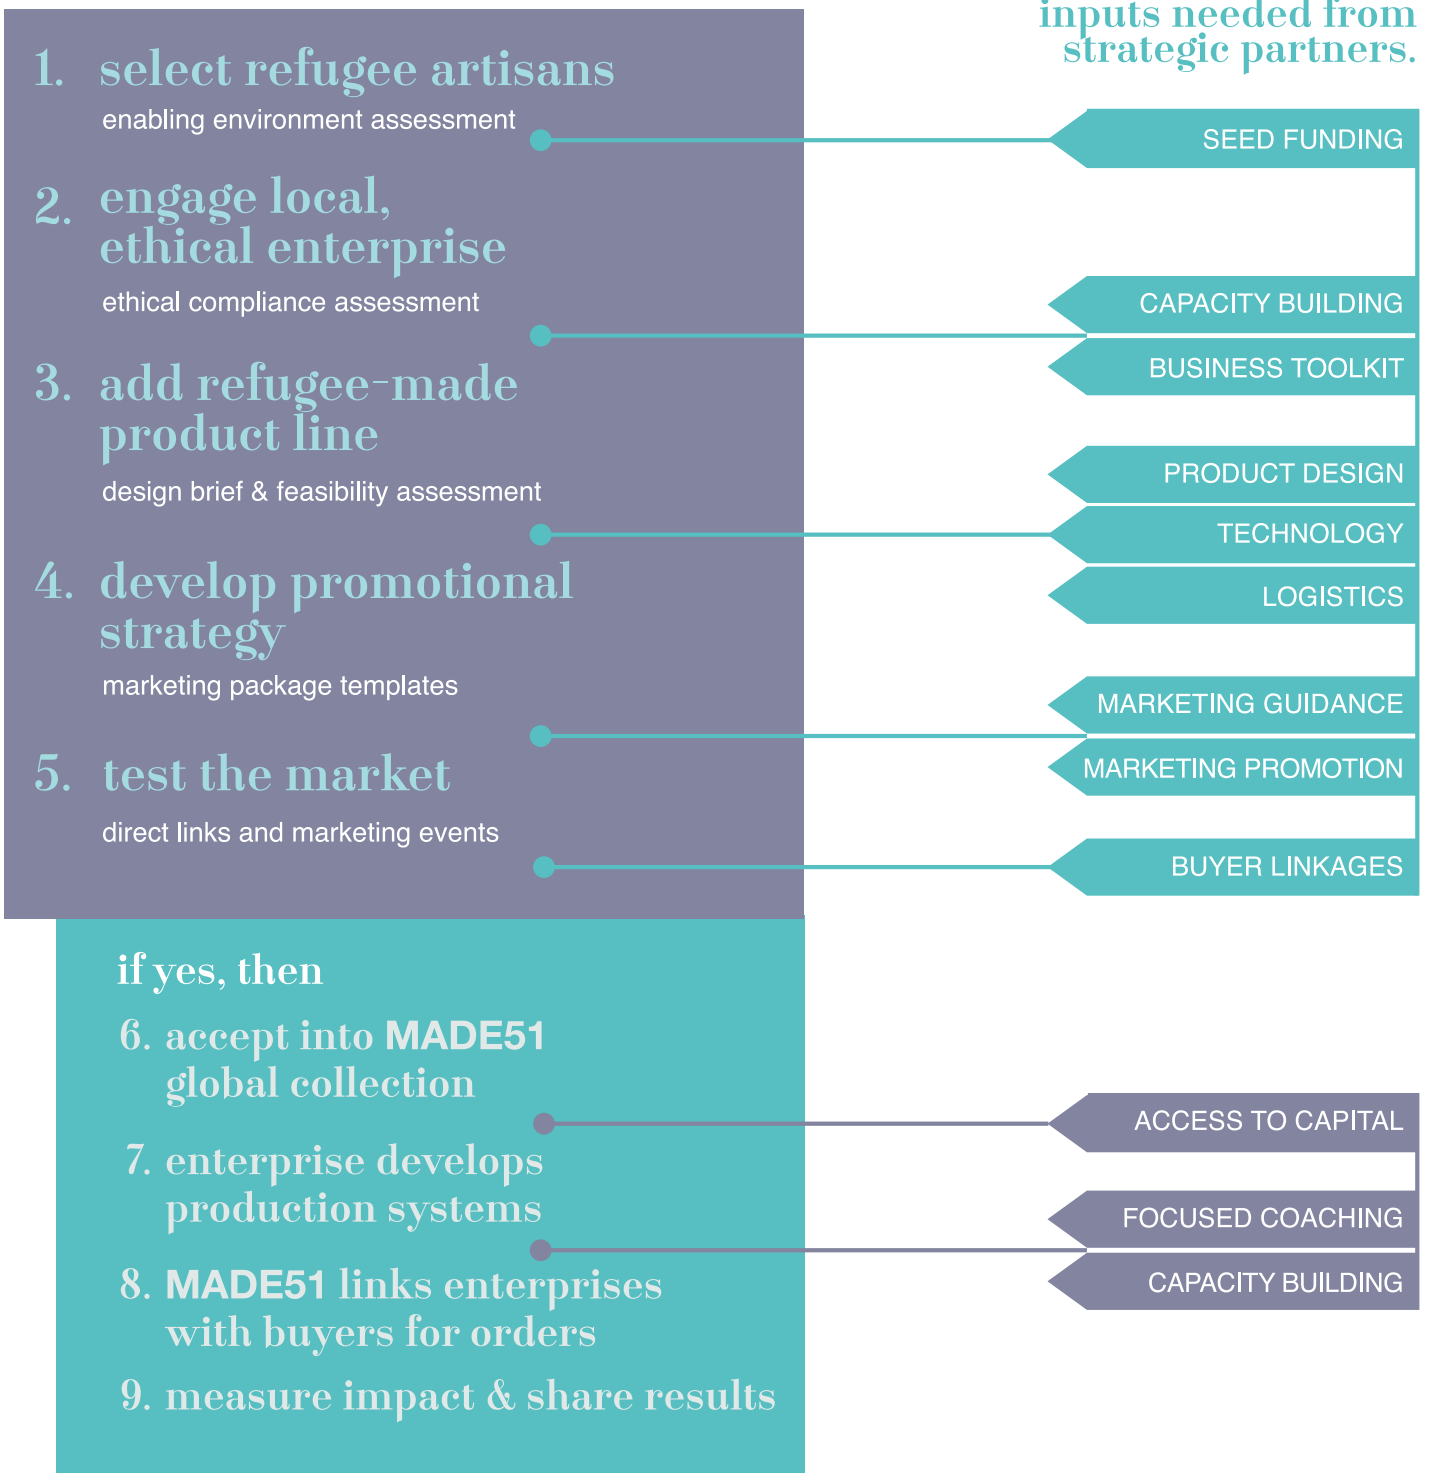 inputs needed from
strategic partners.
1. select refugee artisans
enabling environment assessment
SEED FUNDING
2. engage local,
ethical enterprise
ethical compliance assessment
CAPACITY BUILDING
BUSINESS TOOLKIT
3. add refugee-made
product line
design brief & feasibility assessment
PRODUCT DESIGN
TECHNOLOGY
LOGISTICS
4. develop promotional
strategy
marketing package templates
MARKETING GUIDANCE
MARKETING PROMOTION
5. test the market
direct links and marketing events
BUYER LINKAGES
if yes, then
6. accept into MADE51
global collection
ACCESS TO CAPITAL
7. enterprise develops
production systems
FOCUSED COACHING
CAPACITY BUILDING
8. MADE51 links enterprises
with buyers for orders
9. measure impact & share results